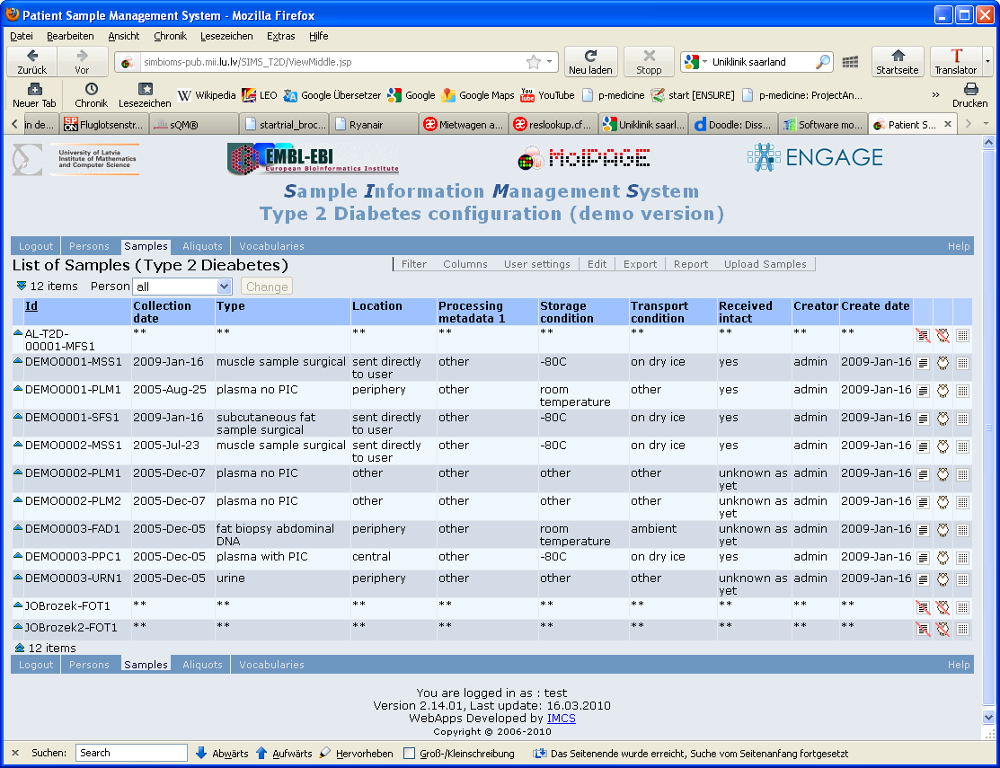 Patient Sample Management System - Mozilla Firefox
Datei Bearbeiten Ansicht Chronik Lesezeichen Extras Hilfe
Zurück Vor simbioms-pub.mii.lu.lv/SIMS_T2D/ViewMiddle.jsp Neu laden Stopp Uniklinik saarland Startseite Translator
Neuer Tab Chronik Lesezeichen Wikipedia LEO Google Übersetzer Google Google Maps YouTube p-medicine start [ENSURE] p-medicine: ProjectAn... » Drucken
in de... Fluglotsenstr... sQM® startrial_broc... Ryanair Mietwagen a... reslookup.cf... Uniklinik saarl... Doodle: Diss... Software mo... Patient S...
University of Latvia
Institute of Mathematics
and Computer Science
EMBL-EBI
European Bioinformatics Institute
MolPAGE
ENGAGE
Sample Information Management System
Type 2 Diabetes configuration (demo version)
Logout Persons Samples Aliquots Vocabularies Help
List of Samples (Type 2 Dieabetes) Filter Columns User settings Edit Export Report Upload Samples
12 items Person all Change
Id Collection date Type Location Processing metadata 1 Storage condition Transport condition Received intact Creator Create date
AL-T2D-00001-MFS1 ** ** ** ** ** ** ** ** **
DEMO0001-MSS1 2009-Jan-16 muscle sample surgical sent directly to user other -80C on dry ice yes admin 2009-Jan-16
DEMO0001-PLM1 2005-Aug-25 plasma no PIC periphery other room temperature other yes admin 2009-Jan-16
DEMO0001-SFS1 2009-Jan-16 subcutaneous fat sample surgical sent directly to user other -80C on dry ice yes admin 2009-Jan-16
DEMO0002-MSS1 2005-Jul-23 muscle sample surgical sent directly to user other -80C on dry ice yes admin 2009-Jan-16
DEMO0002-PLM1 2005-Dec-07 plasma no PIC other other other other unknown as yet admin 2009-Jan-16
DEMO0002-PLM2 2005-Dec-07 plasma no PIC other other other other unknown as yet admin 2009-Jan-16
DEMO0003-FAD1 2005-Dec-05 fat biopsy abdominal DNA periphery other room temperature ambient unknown as yet admin 2009-Jan-16
DEMO0003-PPC1 2005-Dec-05 plasma with PIC central other -80C on dry ice yes admin 2009-Jan-16
DEMO0003-URN1 2005-Dec-05 urine periphery other other other unknown as yet admin 2009-Jan-16
JOBrozek-FOT1 ** ** ** ** ** ** ** ** **
JOBrozek2-FOT1 ** ** ** ** ** ** ** ** **
12 items
Logout Persons Samples Aliquots Vocabularies Help
You are logged in as : test
Version 2.14.01, Last update: 16.03.2010
WebApps Developed by IMCS
Copyright © 2006-2010
Suchen: Search Abwärts Aufwärts Hervorheben Groß-/Kleinschreibung Das Seitenende wurde erreicht, Suche vom Seitenanfang fortgesetzt